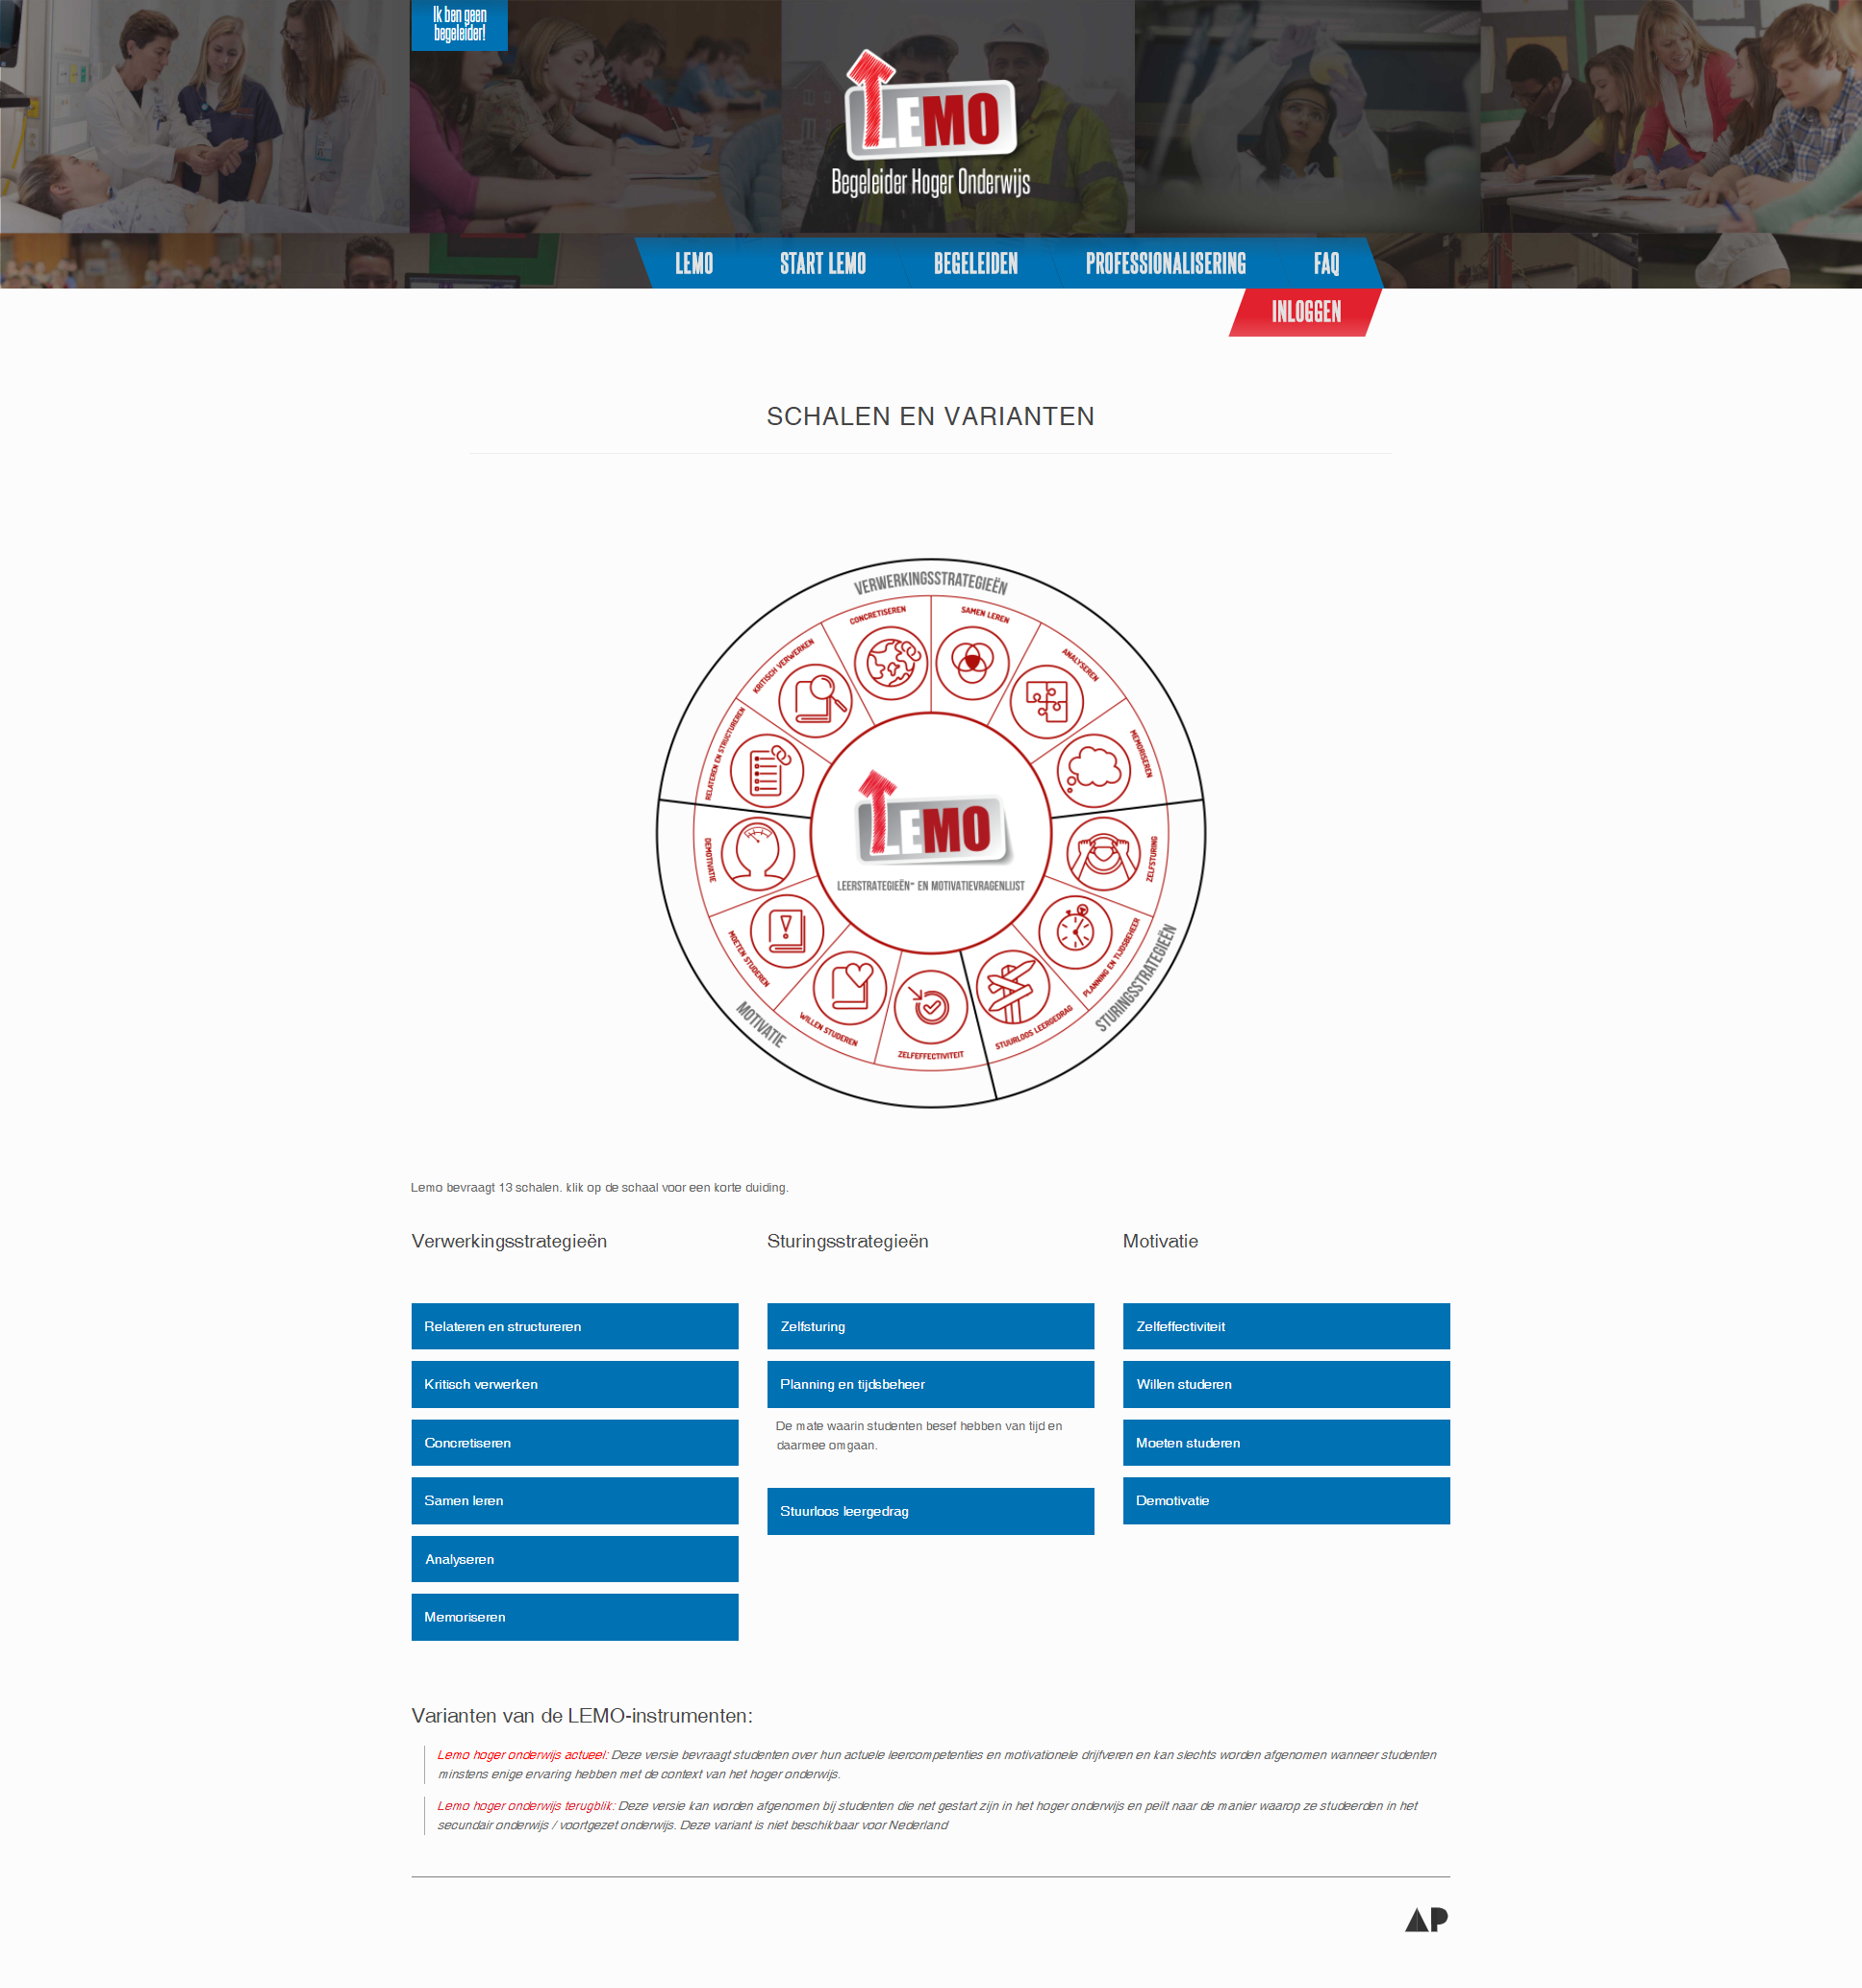 Ik ben geen
begeleider!
LEMO
Begeleider Hoger Onderwijs
LEMO
START LEMO
BEGELEIDEN
PROFESSIONALISERING
FAQ
INLOGGEN
SCHALEN EN VARIANTEN
VERWERKINGSSTRATEGIEËN
CONCRETISEREN
SAMEN LEREN
KRITISCH VERWERKEN
ANALYSEREN
RELATEREN EN STRUCTUREREN
MEMORISEREN
LEMO
LEERSTRATEGIEËN- EN MOTIVATIEVRAGENLIJST
DEMOTIVATIE
ZELFSTURING
MOETEN STUDEREN
PLANNING EN TIJDSBEHEER
WILLEN STUDEREN
ZELFEFFECTIVITEIT
STUURLOOS LEERGEDRAG
MOTIVATIE
STURINGSSTRATEGIEËN
Lemo bevraagt 13 schalen. klik op de schaal voor een korte duiding.
Verwerkingsstrategieën
Relateren en structureren
Kritisch verwerken
Concretiseren
Samen leren
Analyseren
Memoriseren
Sturingsstrategieën
Zelfsturing
Planning en tijdsbeheer
De mate waarin studenten besef hebben van tijd en
daarmee omgaan.
Stuurloos leergedrag
Motivatie
Zelfeffectiviteit
Willen studeren
Moeten studeren
Demotivatie
Varianten van de LEMO-instrumenten:
Lemo hoger onderwijs actueel: Deze versie bevraagt studenten over hun actuele leercompetenties en motivationele drijfveren en kan slechts worden afgenomen wanneer studenten
minstens enige ervaring hebben met de context van het hoger onderwijs.
Lemo hoger onderwijs terugblik: Deze versie kan worden afgenomen bij studenten die net gestart zijn in het hoger onderwijs en peilt naar de manier waarop ze studeerden in het
secundair onderwijs / voortgezet onderwijs. Deze variant is niet beschikbaar voor Nederland
AP